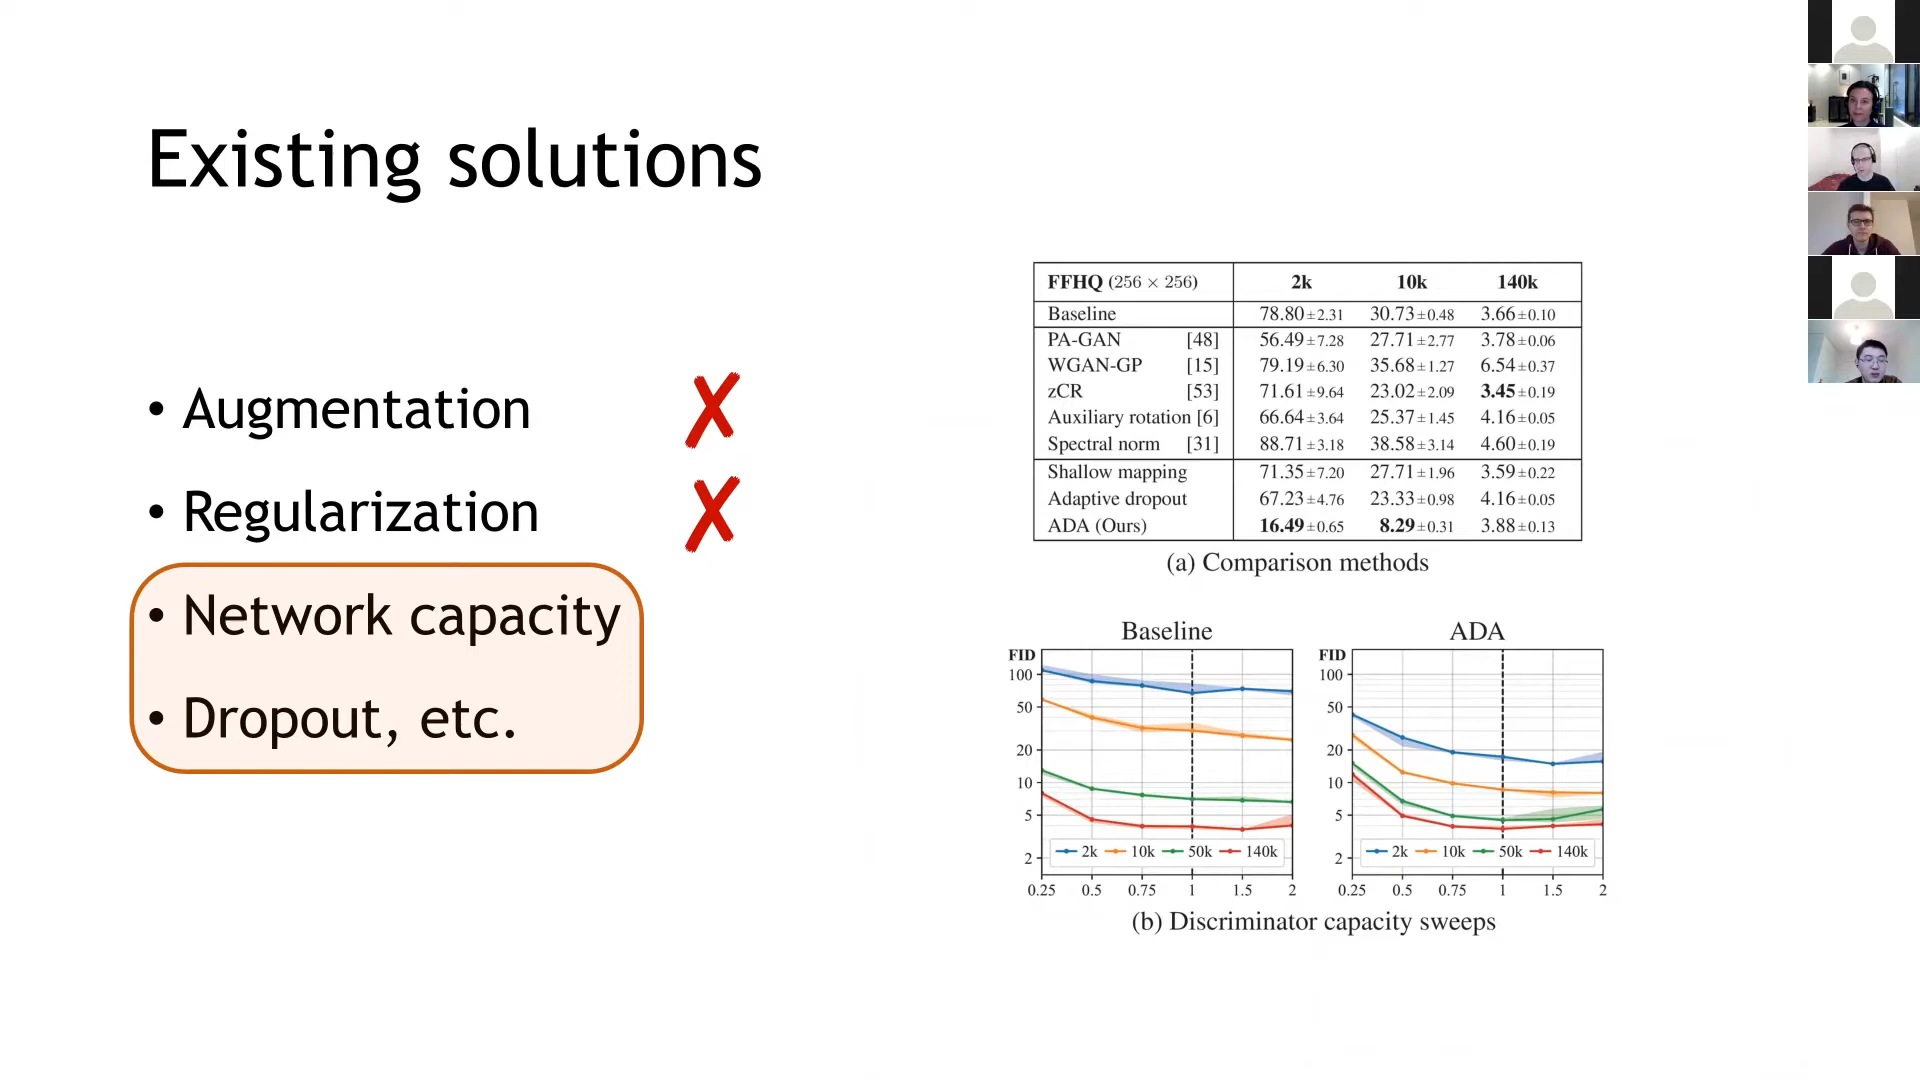 Existing solutions
• Augmentation ✗
• Regularization ✗
• Network capacity
• Dropout, etc.
FFHQ (256 × 256) 2k 10k 140k
Baseline 78.80 ±2.31 30.73 ±0.48 3.66 ±0.10
PA-GAN [48] 56.49 ±7.28 27.71 ±2.77 3.78 ±0.06
WGAN-GP [15] 79.19 ±6.30 35.68 ±1.27 6.54 ±0.37
zCR [53] 71.61 ±9.64 23.02 ±2.09 3.45 ±0.19
Auxiliary rotation [6] 66.64 ±3.64 25.37 ±1.45 4.16 ±0.05
Spectral norm [31] 88.71 ±3.18 38.58 ±3.14 4.60 ±0.19
Shallow mapping 71.35 ±7.20 27.71 ±1.96 3.59 ±0.22
Adaptive dropout 67.23 ±4.76 23.33 ±0.98 4.16 ±0.05
ADA (Ours) 16.49 ±0.65 8.29 ±0.31 3.88 ±0.13
(a) Comparison methods
Baseline
FID
100
50
20
10
5
2
2k 10k 50k 140k
0.25 0.5 0.75 1 1.5 2
ADA
FID
100
50
20
10
5
2
2k 10k 50k 140k
0.25 0.5 0.75 1 1.5 2
(b) Discriminator capacity sweeps